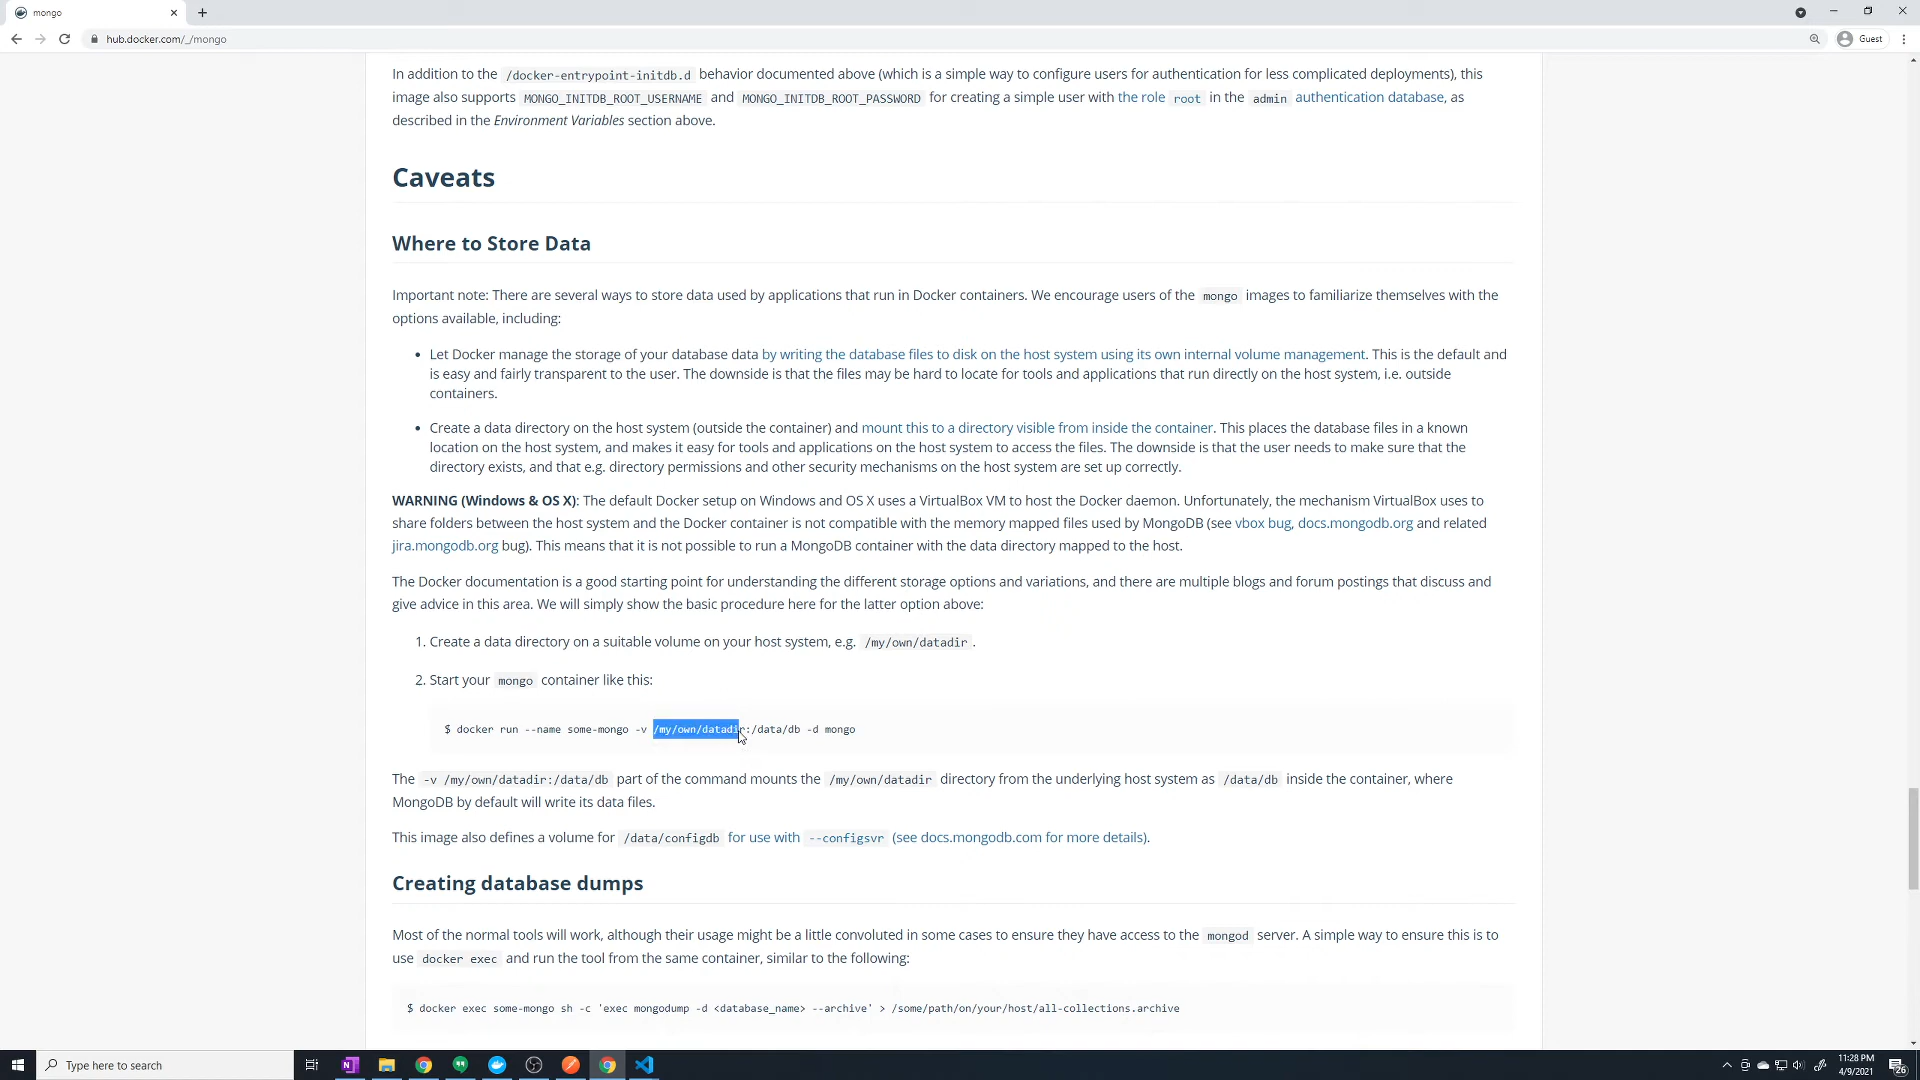 mongo
hub.docker.com/_/mongo
Guest
In addition to the /docker-entrypoint-initdb.d behavior documented above (which is a simple way to configure users for authentication for less complicated deployments), this
image also supports MONGO_INITDB_ROOT_USERNAME and MONGO_INITDB_ROOT_PASSWORD for creating a simple user with the role root in the admin authentication database, as
described in the Environment Variables section above.
Caveats
Where to Store Data
Important note: There are several ways to store data used by applications that run in Docker containers. We encourage users of the mongo images to familiarize themselves with the
options available, including:
• Let Docker manage the storage of your database data by writing the database files to disk on the host system using its own internal volume management. This is the default and
is easy and fairly transparent to the user. The downside is that the files may be hard to locate for tools and applications that run directly on the host system, i.e. outside
containers.
• Create a data directory on the host system (outside the container) and mount this to a directory visible from inside the container. This places the database files in a known
location on the host system, and makes it easy for tools and applications on the host system to access the files. The downside is that the user needs to make sure that the
directory exists, and that e.g. directory permissions and other security mechanisms on the host system are set up correctly.
WARNING (Windows & OS X): The default Docker setup on Windows and OS X uses a VirtualBox VM to host the Docker daemon. Unfortunately, the mechanism VirtualBox uses to
share folders between the host system and the Docker container is not compatible with the memory mapped files used by MongoDB (see vbox bug, docs.mongodb.org and related
jira.mongodb.org bug). This means that it is not possible to run a MongoDB container with the data directory mapped to the host.
The Docker documentation is a good starting point for understanding the different storage options and variations, and there are multiple blogs and forum postings that discuss and
give advice in this area. We will simply show the basic procedure here for the latter option above:
1. Create a data directory on a suitable volume on your host system, e.g. /my/own/datadir .
2. Start your mongo container like this:
$ docker run --name some-mongo -v /my/own/datadir:/data/db -d mongo
The -v /my/own/datadir:/data/db part of the command mounts the /my/own/datadir directory from the underlying host system as /data/db inside the container, where
MongoDB by default will write its data files.
This image also defines a volume for /data/configdb for use with --configsvr (see docs.mongodb.com for more details).
Creating database dumps
Most of the normal tools will work, although their usage might be a little convoluted in some cases to ensure they have access to the mongod server. A simple way to ensure this is to
use docker exec and run the tool from the same container, similar to the following:
$ docker exec some-mongo sh -c 'exec mongodump -d <database_name> --archive' > /some/path/on/your/host/all-collections.archive
Type here to search
11:28 PM
4/9/2021
26